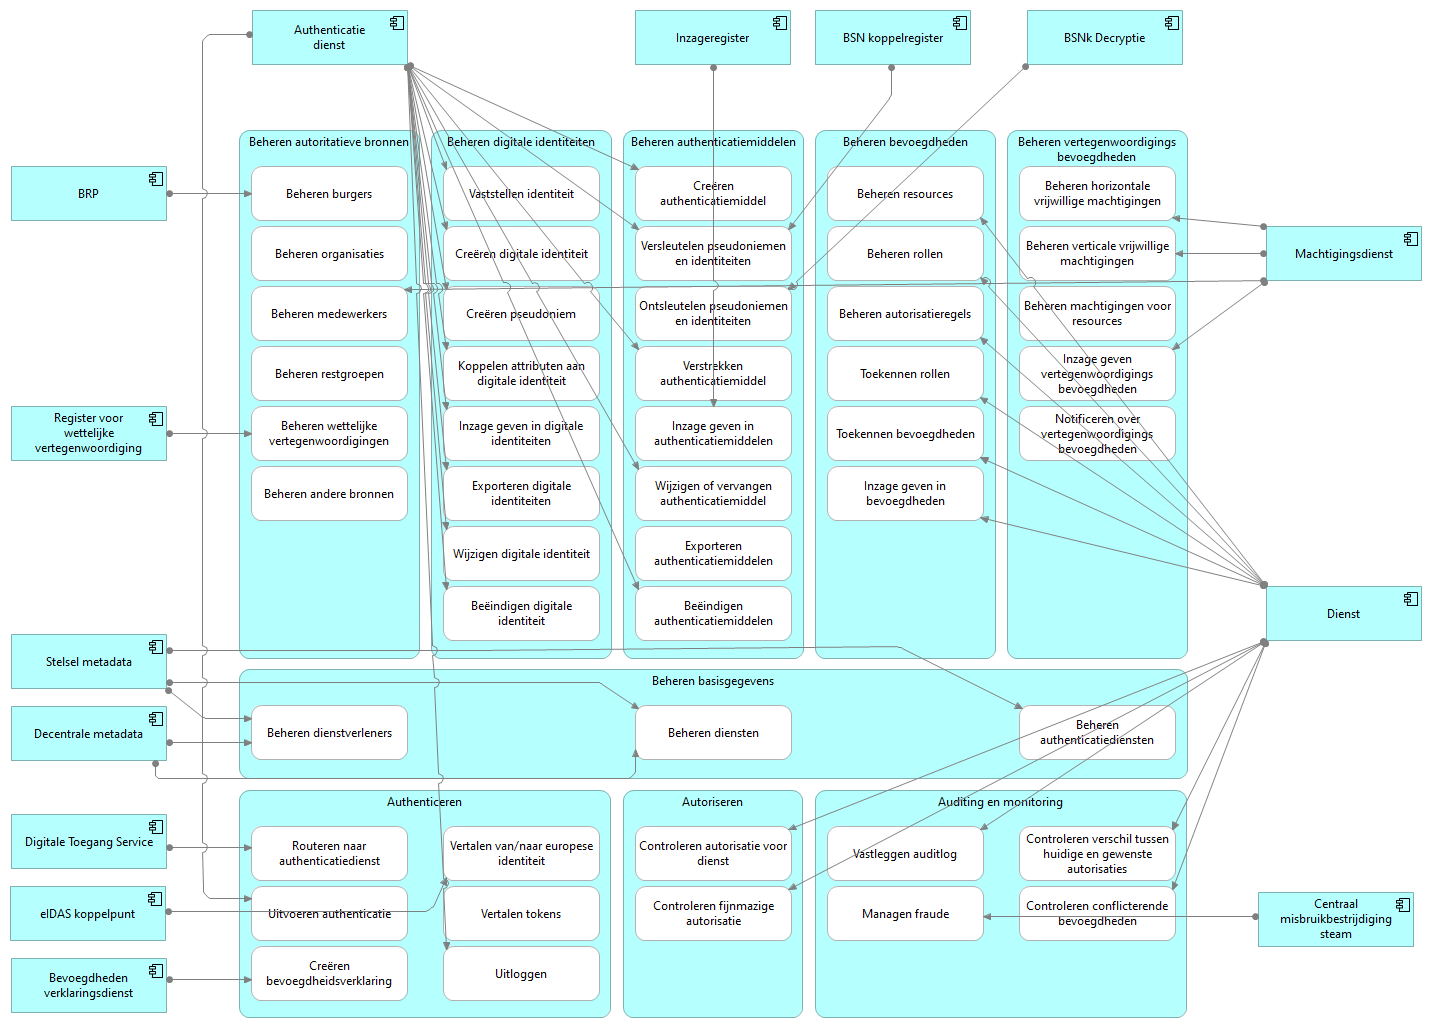 Authenticatie
dienst
Inzageregister
BSN koppelregister
BSNk Decryptie
Beheren autoritatieve bronnen
Beheren digitale identiteiten
Beheren authenticatiemiddelen
Beheren bevoegdheden
Beheren vertegenwoordigings
bevoegdheden
BRP
Beheren burgers
Vaststellen identiteit
Creëren
authenticatiemiddel
Beheren resources
Beheren horizontale
vrijwillige machtigingen
Beheren organisaties
Creëren digitale identiteit
Versleutelen pseudoniemen
en identiteiten
Beheren rollen
Beheren verticale vrijwillige
machtigingen
Machtigingsdienst
Beheren medewerkers
Creëren pseudoniem
Ontsleutelen pseudoniemen
en identiteiten
Beheren autorisatieregels
Beheren machtigingen voor
resources
Beheren restgroepen
Koppelen attributen aan
digitale identiteit
Verstrekken
authenticatiemiddel
Toekennen rollen
Inzage geven
vertegenwoordigings
bevoegdheden
Register voor
wettelijke
vertegenwoordiging
Beheren wettelijke
vertegenwoordigingen
Inzage geven in digitale
identiteiten
Inzage geven in
authenticatiemiddelen
Toekennen bevoegdheden
Notificeren over
vertegenwoordigings
bevoegdheden
Beheren andere bronnen
Exporteren digitale
identiteiten
Wijzigen of vervangen
authenticatiemiddel
Inzage geven in
bevoegdheden
Wijzigen digitale identiteit
Exporteren
authenticatiemiddelen
Beëindigen digitale
identiteit
Beëindigen
authenticatiemiddelen
Dienst
Stelsel metadata
Beheren basisgegevens
Decentrale metadata
Beheren dienstverleners
Beheren diensten
Beheren
authenticatiediensten
Authenticeren
Autoriseren
Auditing en monitoring
Digitale Toegang Service
Routeren naar
authenticatiedienst
Vertalen van/naar europese
identiteit
Controleren autorisatie voor
dienst
Vastleggen auditlog
Controleren verschil tussen
huidige en gewenste
autorisaties
eIDAS koppelpunt
Uitvoeren authenticatie
Vertalen tokens
Controleren fijnmazige
autorisatie
Managen fraude
Controleren conflicterende
bevoegdheden
Centraal
misbruikbestrijdiging
steam
Bevoegdheden
verklaringsdienst
Creëren
bevoegdheidsverklaring
Uitloggen